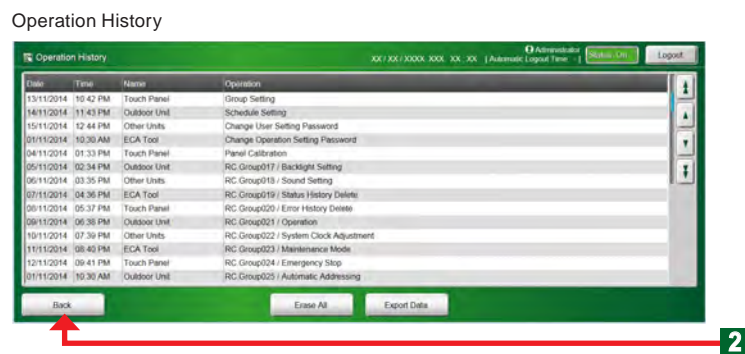 Operation History
Operation History
XX / XX / XXXX XXX XX : XX [ Automatic Logout Time: - ] Administrator Status: On Logout
Date Time Name Operation
13/11/2014 10:42 PM Touch Panel Group Setting
14/11/2014 11:43 PM Outdoor Unit Schedule Setting
15/11/2014 12:44 PM Other Units Change User Setting Password
01/11/2014 10:30 AM ECA Tool Change Operation Setting Password
04/11/2014 01:33 PM Touch Panel Panel Calibration
05/11/2014 02:34 PM Outdoor Unit RC.Group017 / Backlight Setting
06/11/2014 03:35 PM Other Units RC.Group018 / Sound Setting
07/11/2014 04:36 PM ECA Tool RC.Group019 / Status History Delete
08/11/2014 05:37 PM Touch Panel RC.Group020 / Error History Delete
09/11/2014 06:38 PM Outdoor Unit RC.Group021 / Operation
10/11/2014 07:39 PM Other Units RC.Group022 / System Clock Adjustment
11/11/2014 08:40 PM ECA Tool RC.Group023 / Maintenance Mode
12/11/2014 09:41 PM Touch Panel RC.Group024 / Emergency Stop
01/11/2014 10:30 AM Outdoor Unit RC.Group025 / Automatic Addressing
Back Erase All Export Data
2